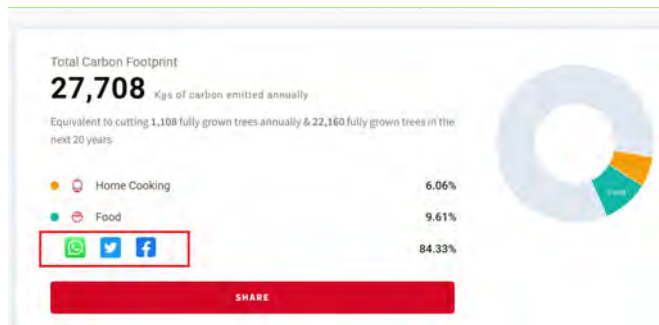 Total Carbon Footprint
27,708 Kgs of carbon emitted annually
Equivalent to cutting 1,108 fully grown trees annually & 22,160 fully grown trees in the
next 20 years
Home Cooking 6.06%
Food 9.61%
84.33%
SHARE
Food